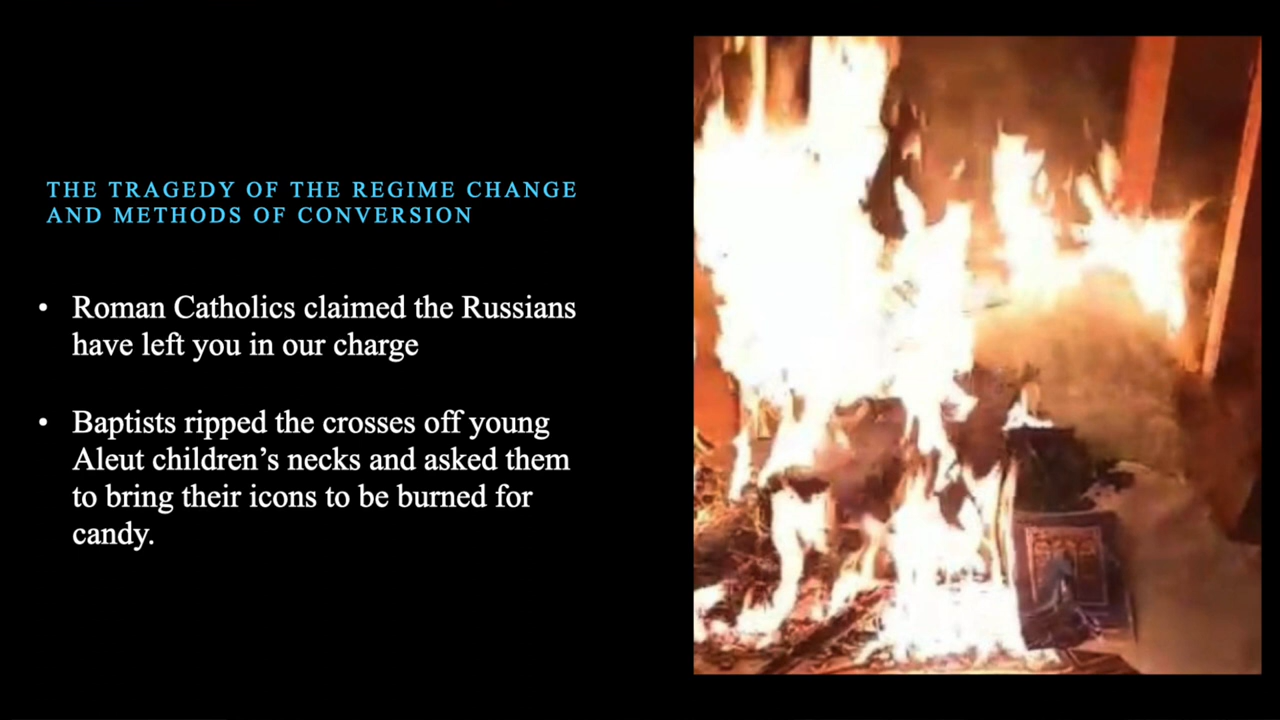 THE TRAGEDY OF THE REGIME CHANGE
AND METHODS OF CONVERSION
• Roman Catholics claimed the Russians
have left you in our charge
• Baptists ripped the crosses off young
Aleut children’s necks and asked them
to bring their icons to be burned for
candy.